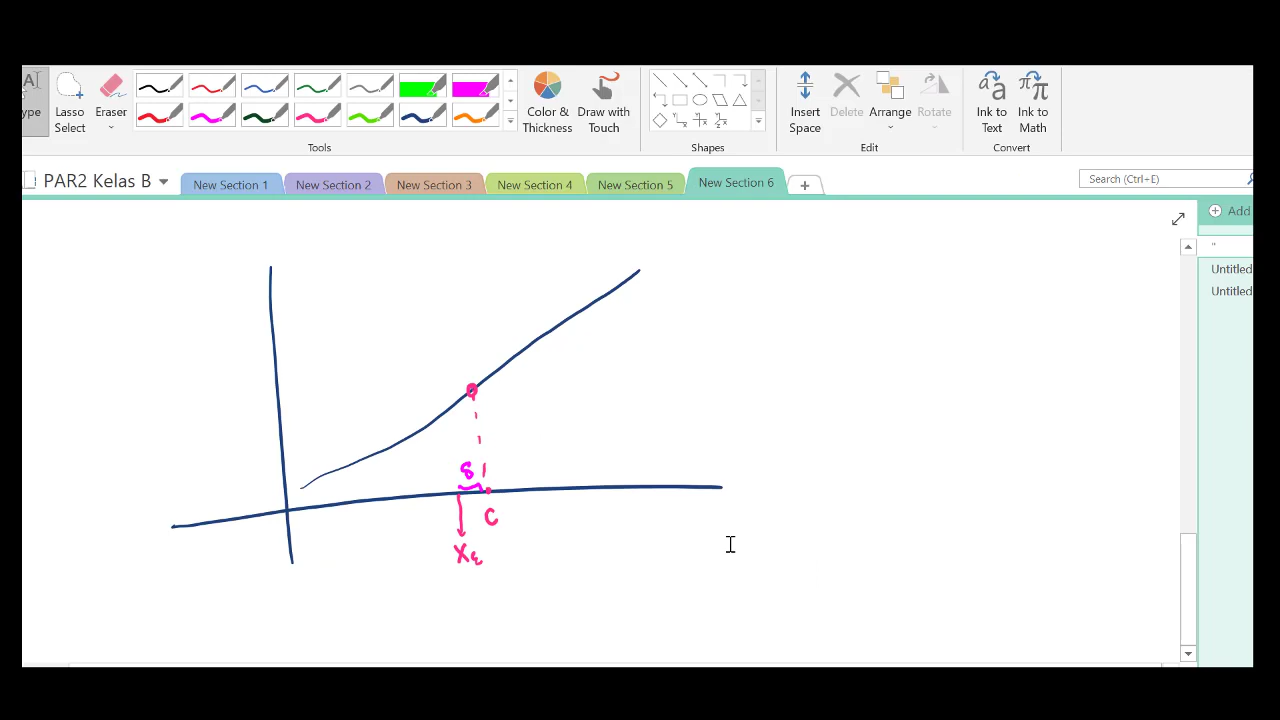 Type
Lasso Select
Eraser
Color & Thickness
Draw with Touch
Insert Space
Delete
Arrange
Rotate
Ink to Text
Ink to Math
Tools
Shapes
Edit
Convert
PAR2 Kelas B
New Section 1
New Section 2
New Section 3
New Section 4
New Section 5
New Section 6
Search (Ctrl+E)
Add
"
Untitled
Untitled
δ
C
Xε